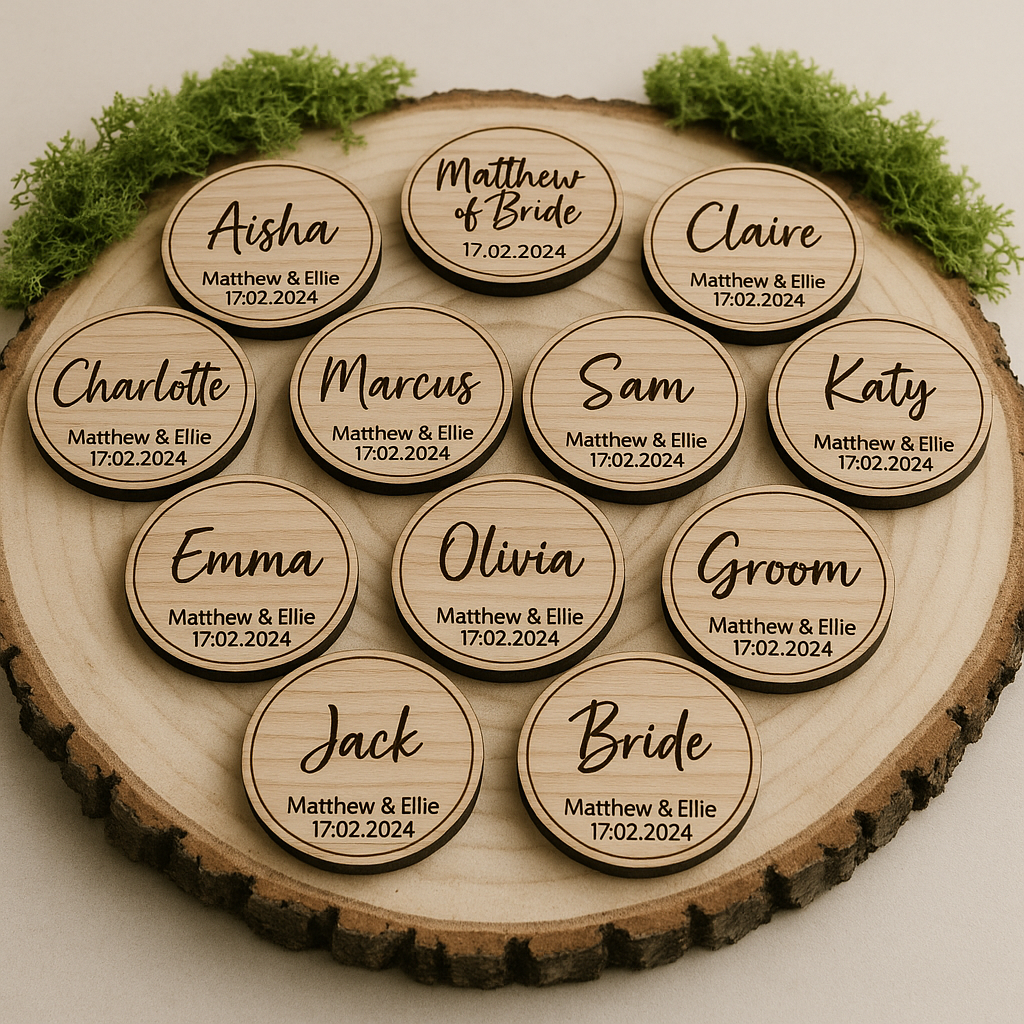 Aisha
Matthew & Ellie
17:02.2024
Matthew
of Bride
17.02.2024
Claire
Matthew & Ellie
17:02.2024
Charlotte
Matthew & Ellie
17:02.2024
Marcus
Matthew & Ellie
17:02.2024
Sam
Matthew & Ellie
17:02.2024
Katy
Matthew & Ellie
17:02.2024
Emma
Matthew & Ellie
17:02.2024
Olivia
Matthew & Ellie
17:02.2024
Groom
Matthew & Ellie
17:02.2024
Jack
Matthew & Ellie
17:02.2024
Bride
Matthew & Ellie
17:02.2024